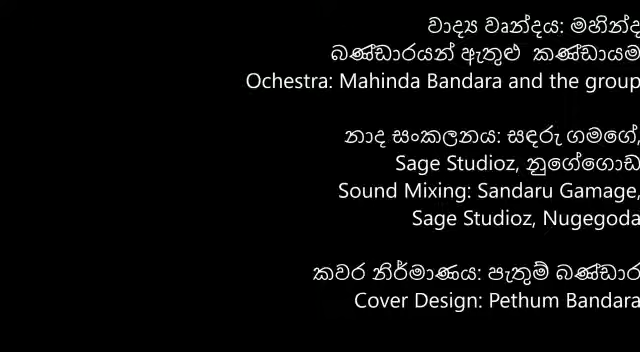 වාද්‍ය වෘන්දය: මහින්ද
බණ්ඩාරයන් ඇතුළු කණ්ඩායම
Ochestra: Mahinda Bandara and the group
නාද සංකලනය: සඳරු ගමගේ,
Sage Studioz, නුගේගොඩ
Sound Mixing: Sandaru Gamage,
Sage Studioz, Nugegoda
කවර නිර්මාණය: පැතුම් බණ්ඩාර
Cover Design: Pethum Bandara